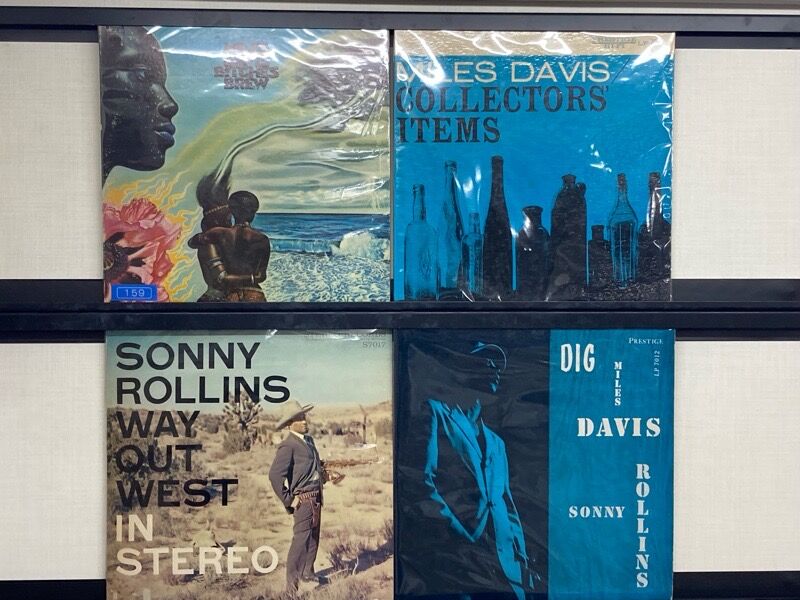 BITCHES
BREW
159
MILES DAVIS
COLLECTORS'
ITEMS
SONNY
ROLLINS
WAY
OUT
WEST
IN
STEREO
S7017
PRESTIGE
LP 7012
DIG
MILES
DAVIS
SONNY
ROLLINS